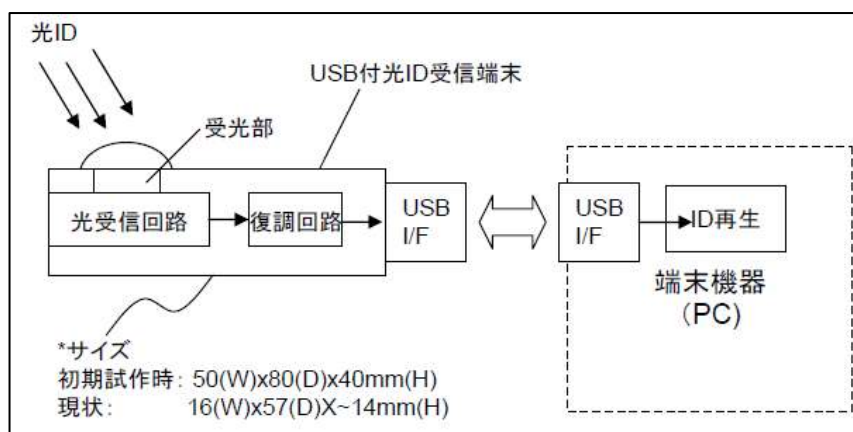 光ID
USB付光ID受信端末
受光部
光受信回路
復調回路
USB
I/F
USB
I/F
ID再生
端末機器
（PC)
*サイズ
初期試作時： 50(W)x80(D)x40mm(H)
現状： 16(W)x57(D)X~14mm(H)